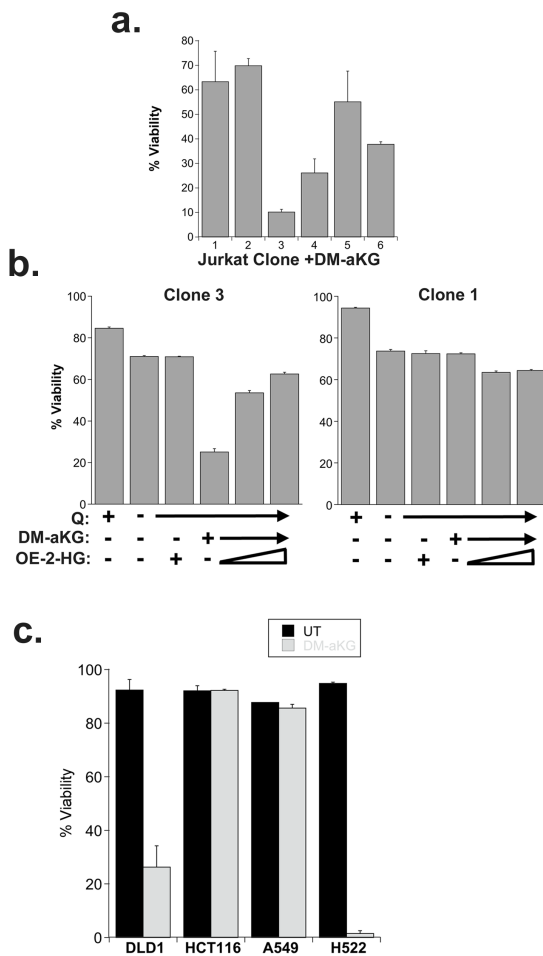 a.
80
70
60
50
40
30
20
10
0
% Viability
1 2 3 4 5 6
Jurkat Clone +DM-aKG
b.
Clone 3
100
80
60
40
20
0
% Viability
Clone 1
100
80
60
40
20
0
Q: + -
DM-aKG: - - - +
OE-2-HG: - - + -
+ -
- - - +
- - + -
c.
UT
DM-aKG
100
80
60
40
20
0
% Viability
DLD1 HCT116 A549 H522